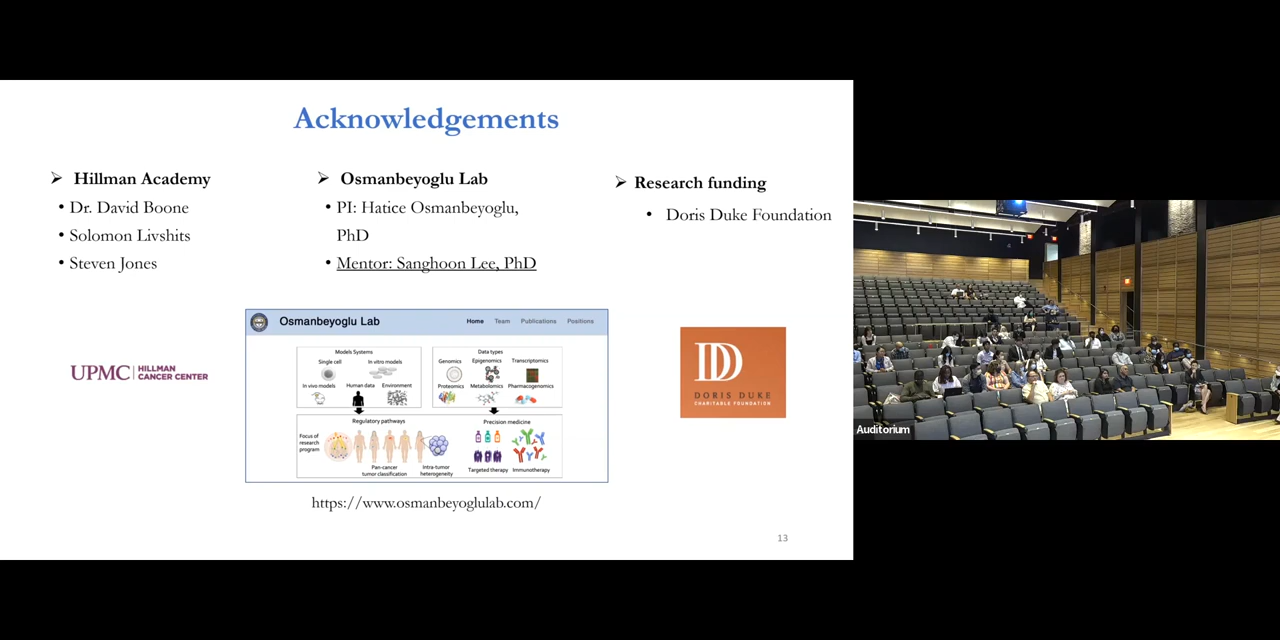 Acknowledgements
➢ Hillman Academy
• Dr. David Boone
• Solomon Livshits
• Steven Jones
➢ Osmanbeyoglu Lab
• PI: Hatice Osmanbeyoglu,
PhD
• Mentor: Sanghoon Lee, PhD
➢ Research funding
• Doris Duke Foundation
UPMC | HILLMAN
CANCER CENTER
Osmanbeyoglu Lab
Home Team Publications Positions
Models Systems
Single cell In vitro models
In vivo models Human data Environment
Data types
Genomics Epigenomics Transcriptomics
Proteomics Metabolomics Pharmacogenomics
Focus of
research
program
Regulatory pathways
Pan-cancer
tumor classification
Intra-tumor
heterogeneity
Precision medicine
Targeted therapy Immunotherapy
https://www.osmanbeyoglulab.com/
DD
DORIS DUKE
CHARITABLE FOUNDATION
13
Auditorium